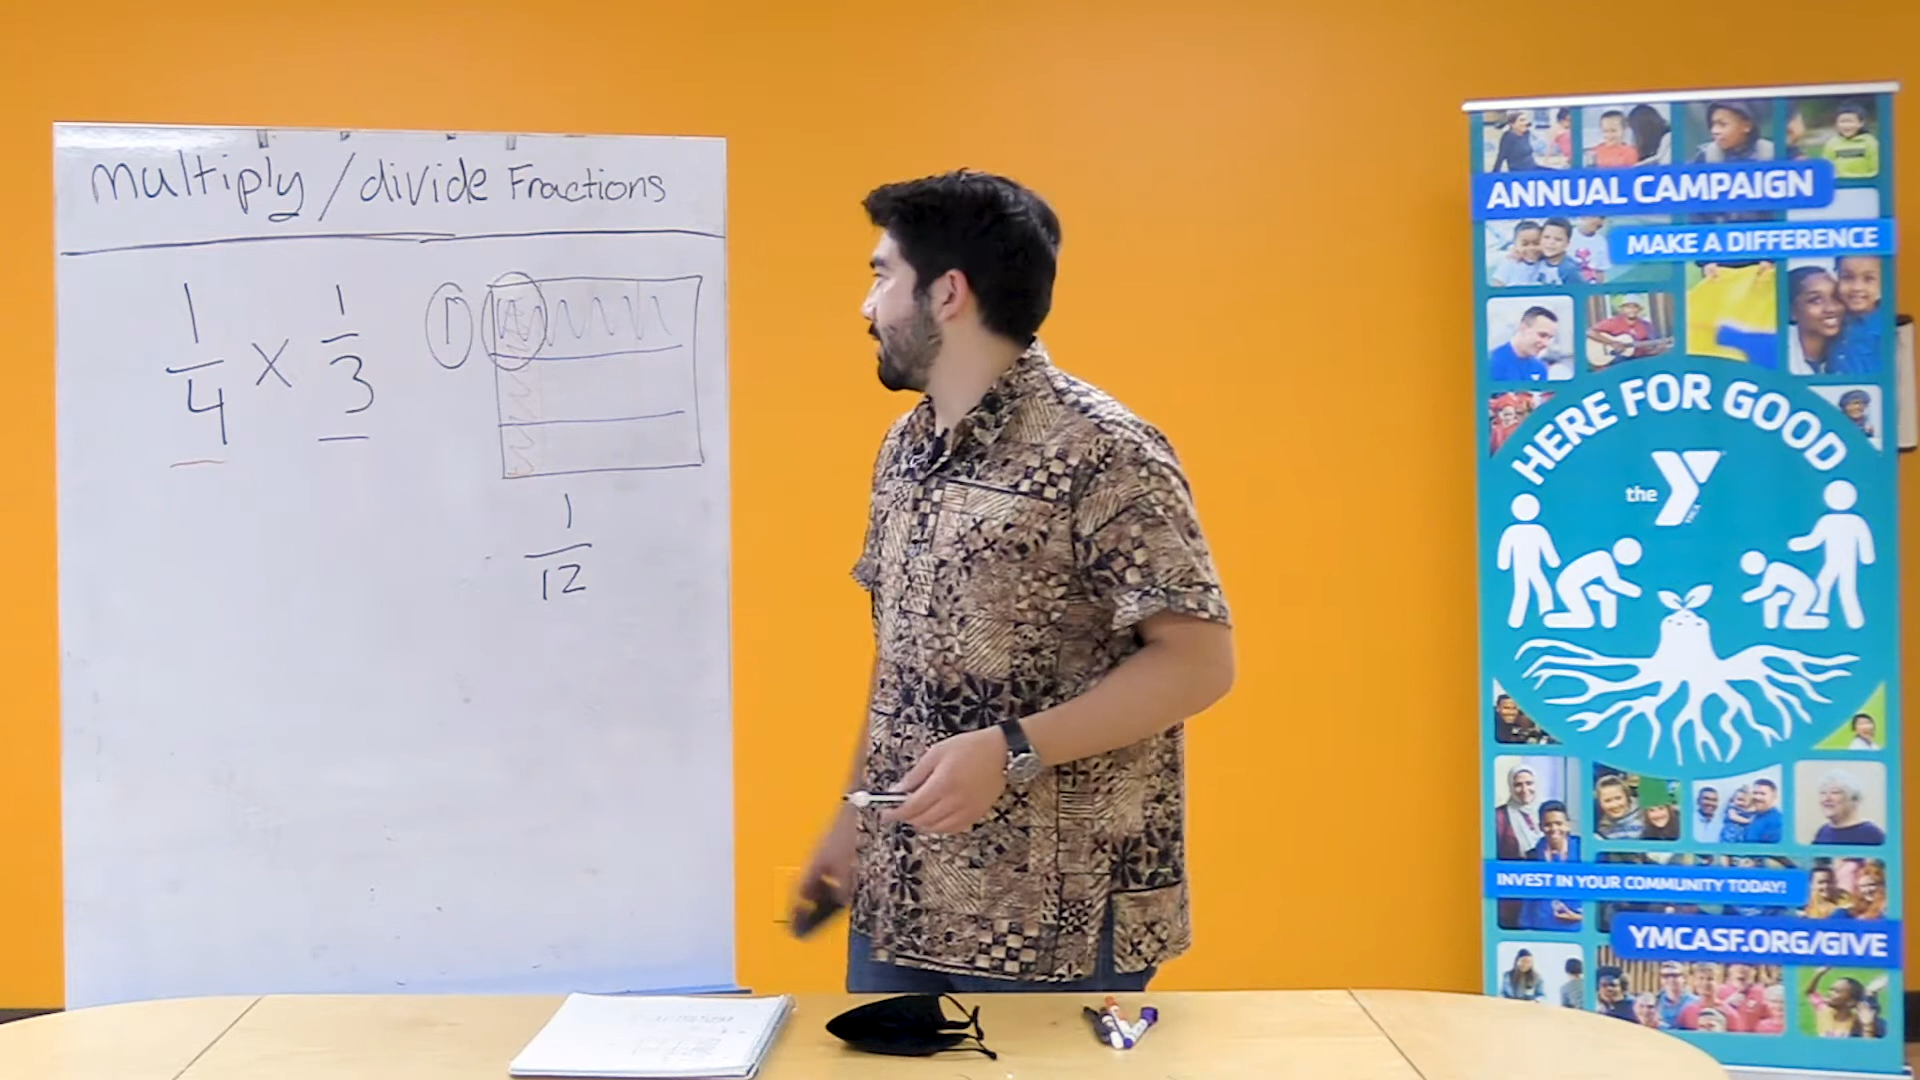 multiply / divide Fractions
1/4 x 1/3
1
1/12
ANNUAL CAMPAIGN
MAKE A DIFFERENCE
HERE FOR GOOD
the Y
INVEST IN YOUR COMMUNITY TODAY!
YMCASF.ORG/GIVE